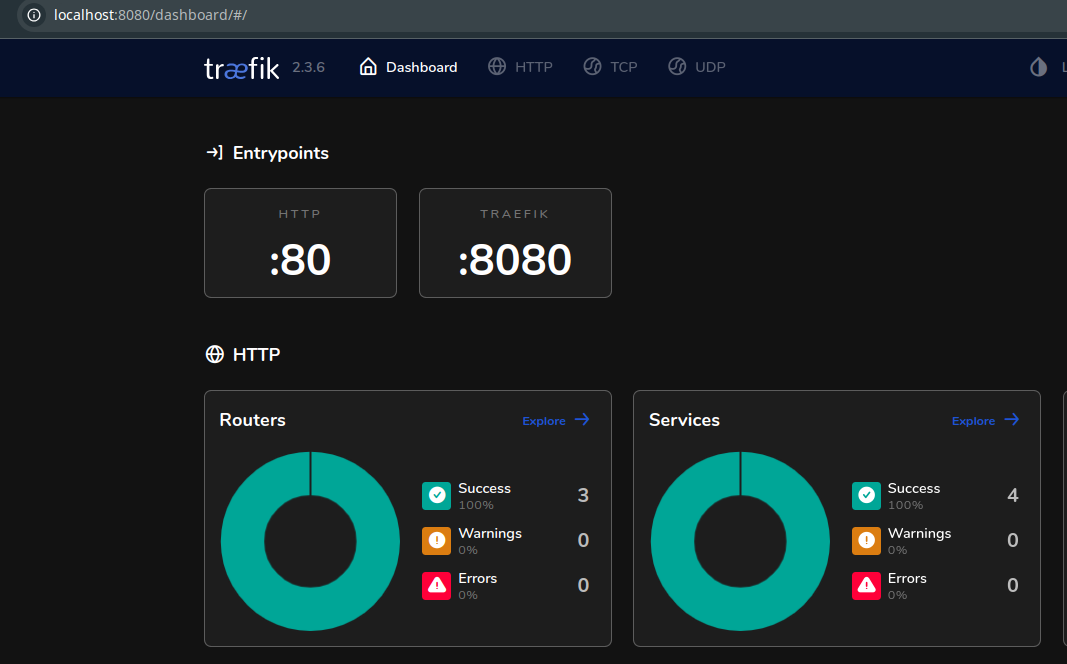 localhost:8080/dashboard/#/
træfik 2.3.6 Dashboard HTTP TCP UDP L
Entrypoints
HTTP TRAEFIK
:80 :8080
HTTP
Routers Explore Services Explore
Success 3 Success 4
100% 100%
Warnings 0 Warnings 0
0% 0%
Errors 0 Errors 0
0% 0%